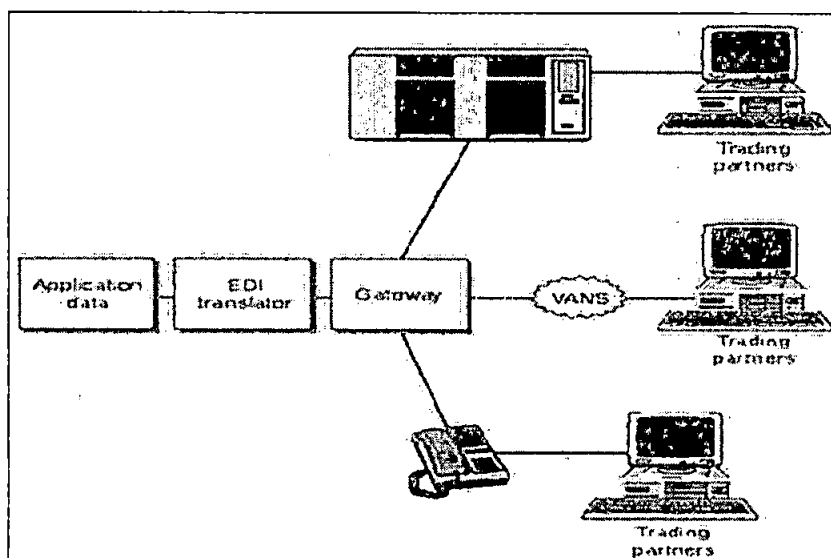 Trading
partners
Application
data
EDI
translator
Gateway
VANS
Trading
partners
Trading
partners